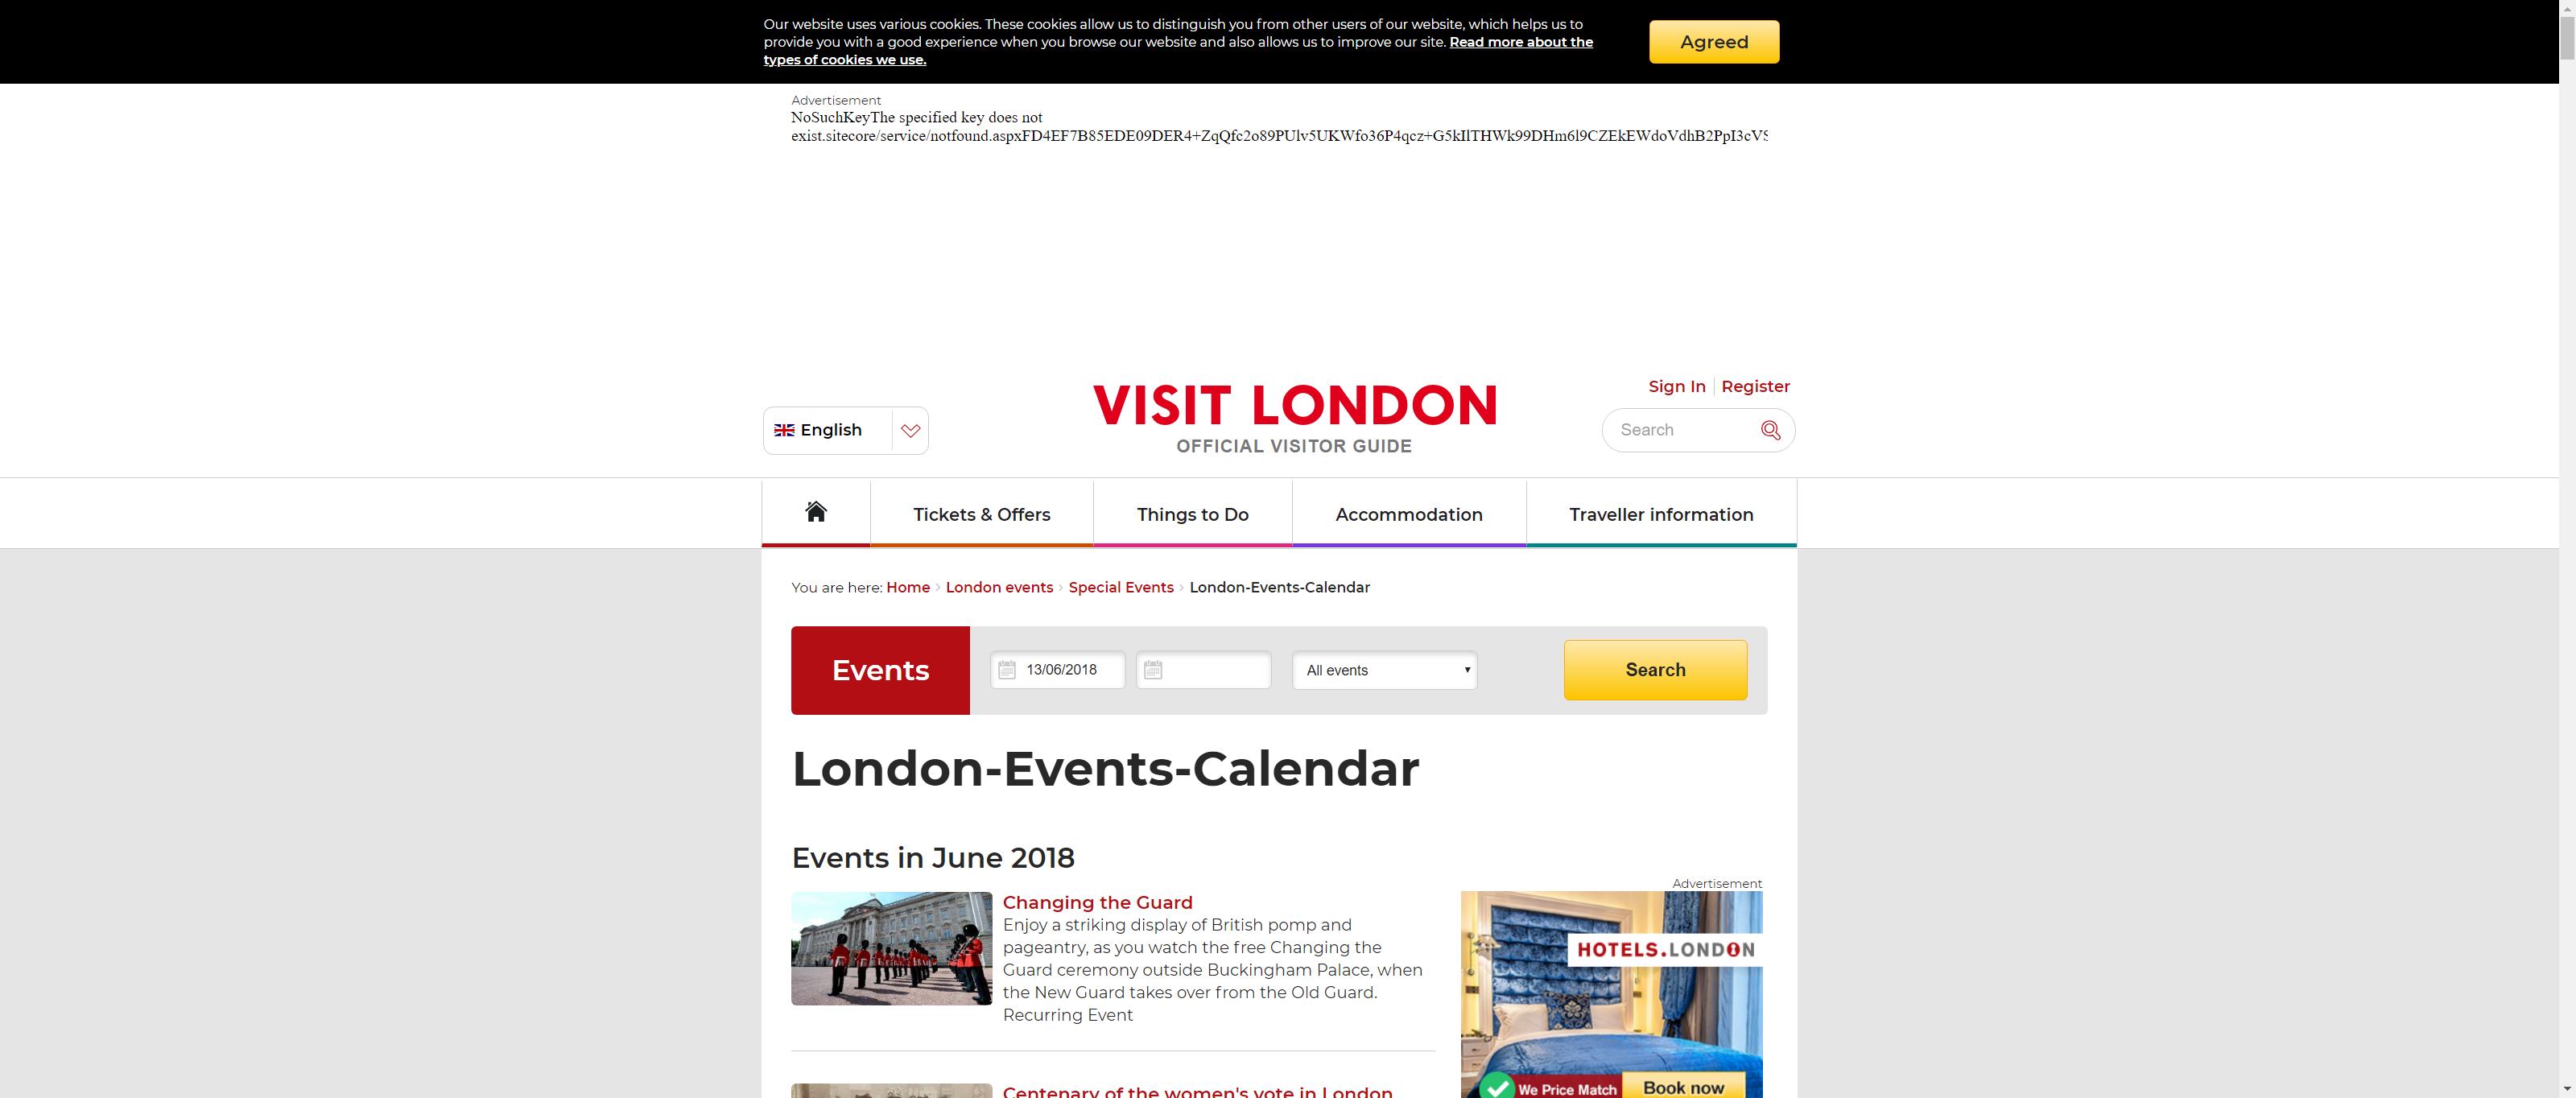 Our website uses various cookies. These cookies allow us to distinguish you from other users of our website, which helps us to
provide you with a good experience when you browse our website and also allows us to improve our site. Read more about the
types of cookies we use.
Agreed
Advertisement
NoSuchKeyThe specified key does not
exist.sitecore/service/notfound.aspxFD4EF7B85EDE09DER4+ZqQfc2o89PUlv5UKWfo36P4qcz+G5kIlTHWk99DHm6l9CZEkEWdoVdhB2PpI3cVS
Sign In
Register
English
VISIT LONDON
OFFICIAL VISITOR GUIDE
Search
Tickets & Offers
Things to Do
Accommodation
Traveller information
You are here: Home > London events > Special Events > London-Events-Calendar
Events
13/06/2018
All events
Search
London-Events-Calendar
Events in June 2018
Changing the Guard
Enjoy a striking display of British pomp and
pageantry, as you watch the free Changing the
Guard ceremony outside Buckingham Palace, when
the New Guard takes over from the Old Guard.
Recurring Event
Advertisement
HOTELS.LONDON
We Price Match
Book now
Centenary of the women's vote in London